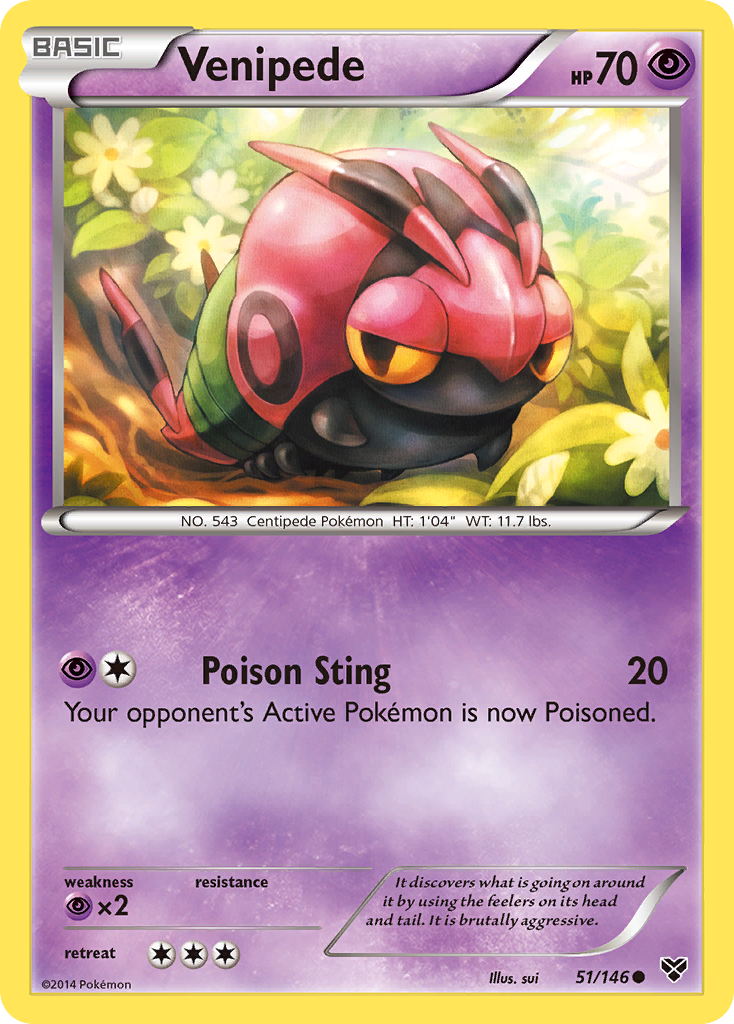 BASIC
Venipede
HP 70
NO. 543 Centipede Pokémon HT: 1'04" WT: 11.7 lbs.
Poison Sting 20
Your opponent's Active Pokémon is now Poisoned.
weakness resistance
×2
retreat
It discovers what is going on around
it by using the feelers on its head
and tail. It is brutally aggressive.
©2014 Pokémon
Illus. sui 51/146